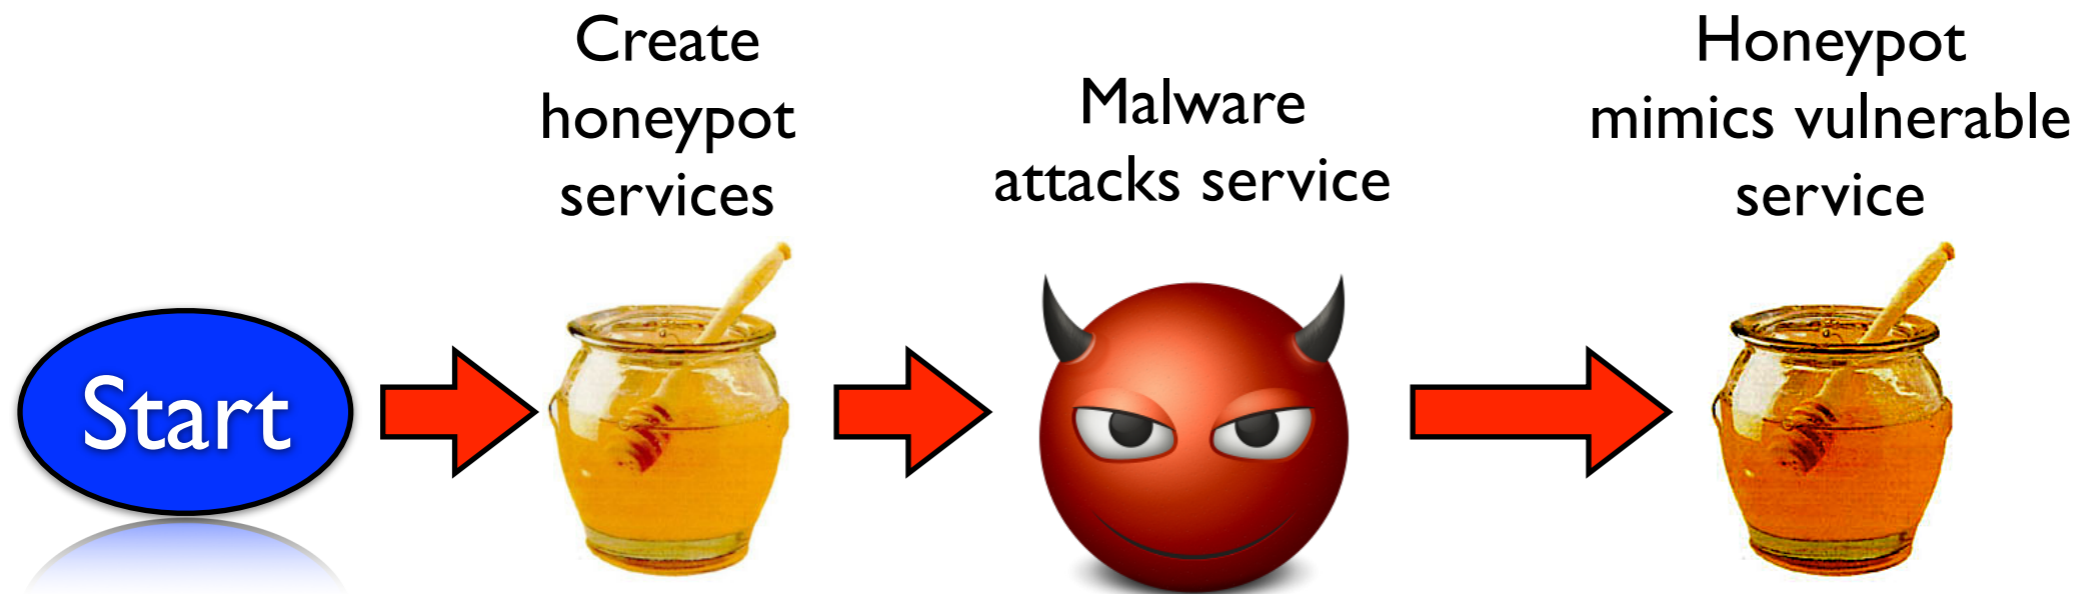 Start
Create
honeypot
services
Malware
attacks service
Honeypot
mimics vulnerable
service